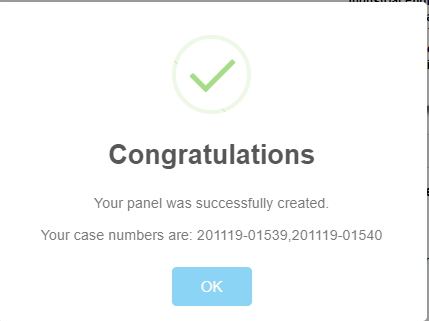 Congratulations
Your panel was successfully created.
Your case numbers are: 201119-01539,201119-01540
OK